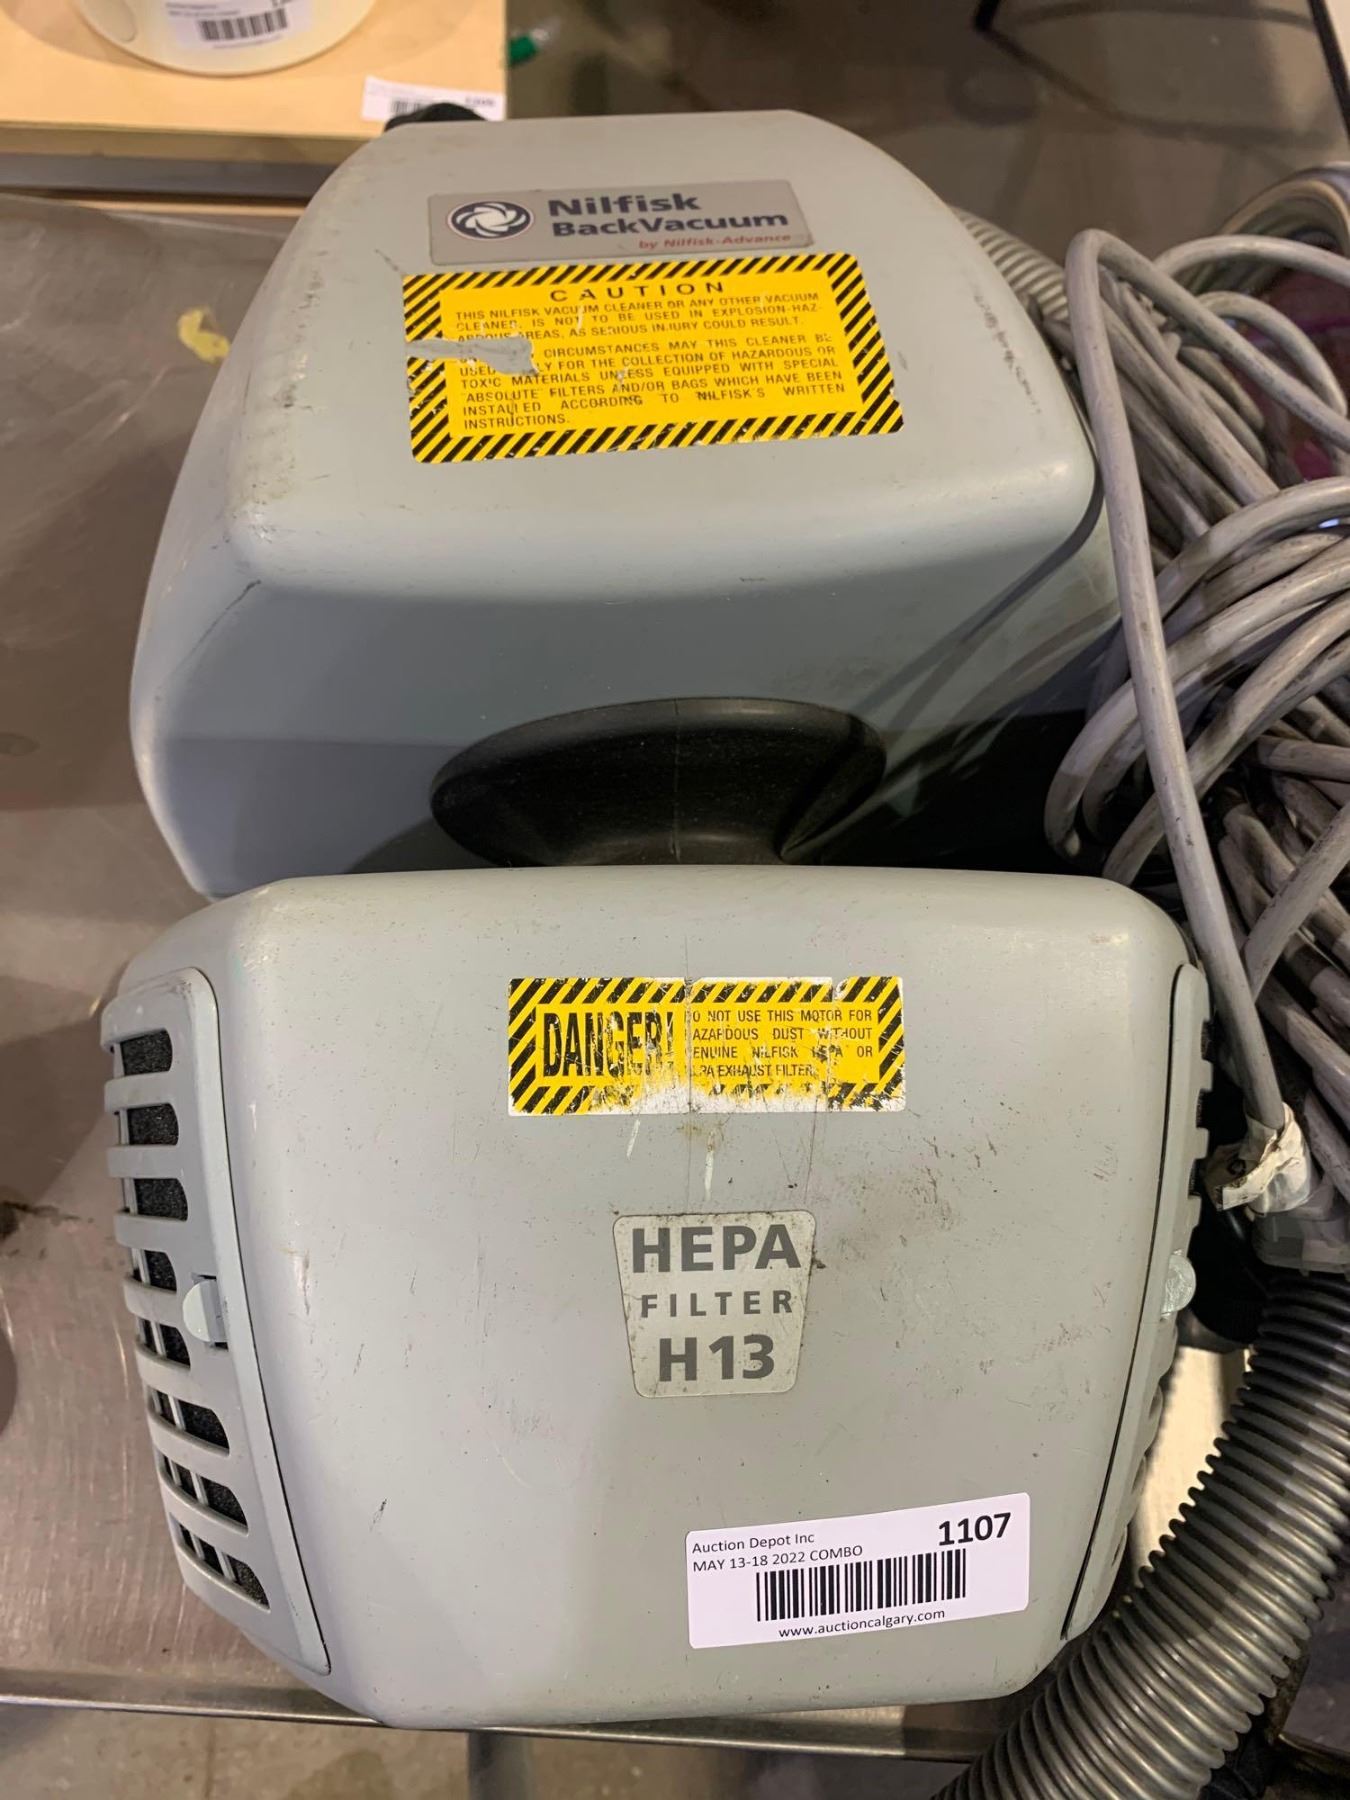 Nilfisk
BackVacuum
by Nilfisk-Advance
CAUTION
THIS NILFISK VACUUM CLEANER OR ANY OTHER VACUUM
CLEANER, IS NOT TO BE USED IN EXPLOSION-HAZ-
ARDOUS AREAS, AS SERIOUS INJURY COULD RESULT.
CIRCUMSTANCES MAY THIS CLEANER BE
USED FOR THE COLLECTION OF HAZARDOUS OR
TOXIC MATERIALS UNLESS EQUIPPED WITH SPECIAL
"ABSOLUTE" FILTERS AND/OR BAGS WHICH HAVE BEEN
INSTALLED ACCORDING TO NILFISK'S WRITTEN
INSTRUCTIONS.
DANGER!
DO NOT USE THIS MOTOR FOR
HAZARDOUS DUST WITHOUT
GENUINE NILFISK HEPA OR
EXHAUST FILTER
HEPA
FILTER
H13
Auction Depot Inc 1107
MAY 13-18 2022 COMBO
www.auctioncalgary.com